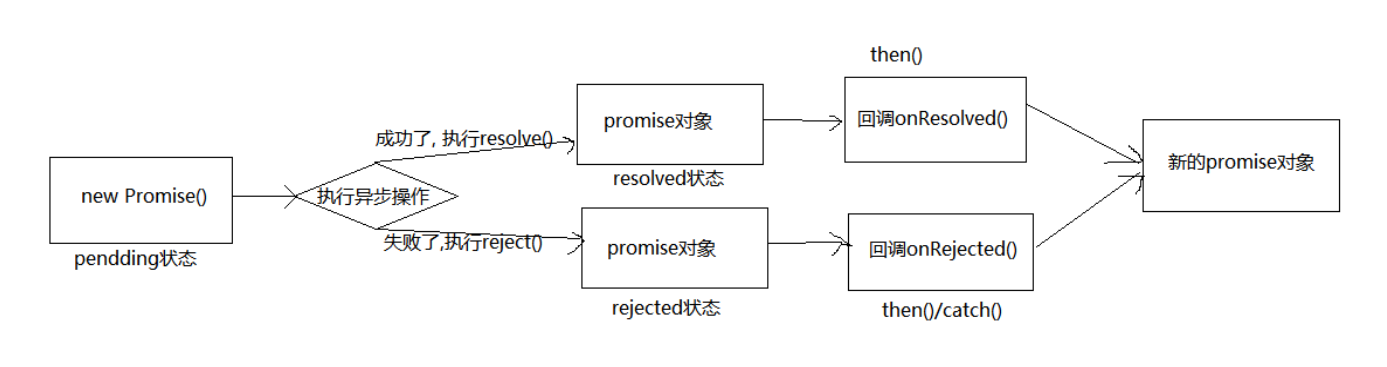 new Promise()
pendding状态
执行异步操作
成功了, 执行resolve()
失败了,执行reject()
promise对象
resolved状态
promise对象
rejected状态
then()
回调onResolved()
回调onRejected()
then()/catch()
新的promise对象